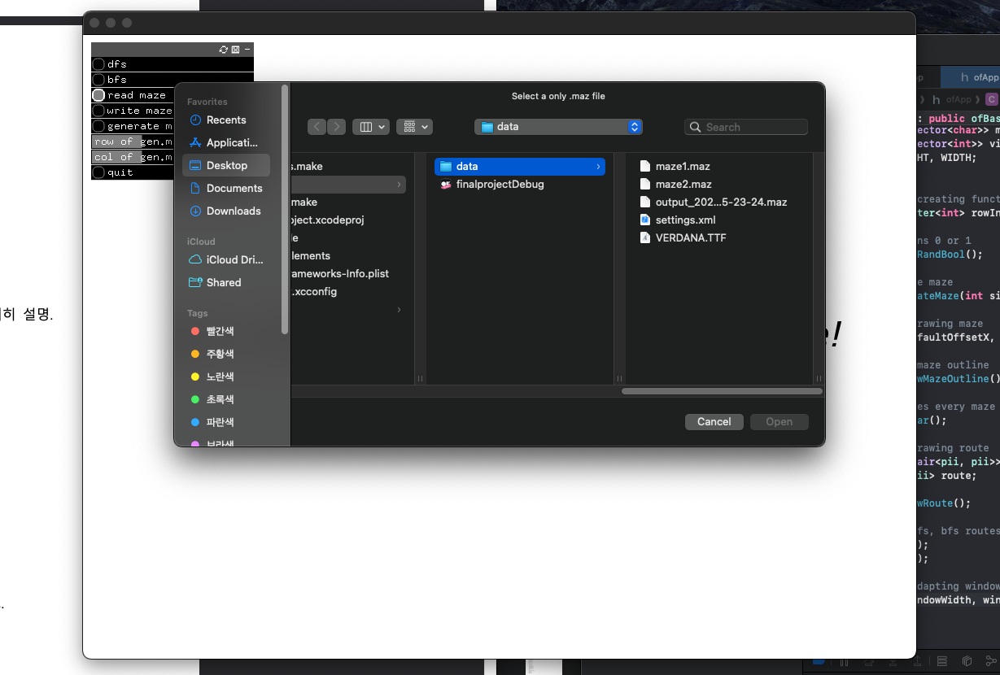 dfs
bfs
read maze
write maze
generate m
row of gen.m
col of gen.m
quit
Select a only .maz file
data
Search
Favorites
Recents
Applicati...
Desktop
Documents
Downloads
iCloud
iCloud Dri...
Shared
Tags
빨간색
주황색
노란색
초록색
파란색
보라색
s.make
make
oject.xcodeproj
le
lements
ameworks-Info.plist
.xcconfig
data
finalprojectDebug
maze1.maz
maze2.maz
output_202...5-23-24.maz
settings.xml
VERDANA.TTF
Cancel
Open
e!
히 설명.
h ofApp
h ofApp C
: public ofBas
ector<char>> m
ector<int>> vi
HT, WIDTH;
creating funct
ter<int> rowIn
ns 0 or 1
RandBool();
e maze
ateMaze(int si
rawing maze
faultOffsetX,
maze outline
wMazeOutline()
es every maze
ar();
rawing route
air<pii, pii>>
ii> route;
wRoute();
fs, bfs routes
);
);
dapting window
ndowWidth, win